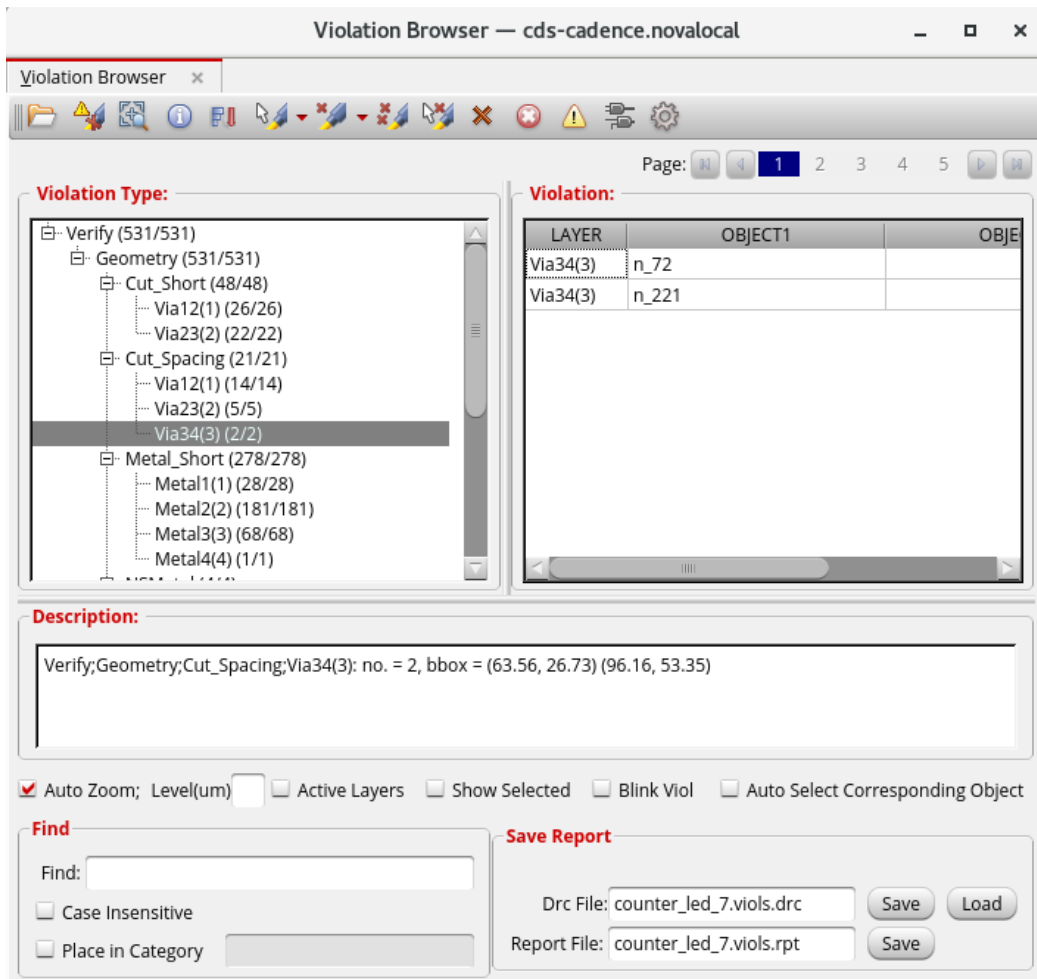 Violation Browser — cds-cadence.novalocal
Violation Browser
Page: 1 2 3 4 5
Violation Type:
Verify (531/531)
Geometry (531/531)
Cut_Short (48/48)
Via12(1) (26/26)
Via23(2) (22/22)
Cut_Spacing (21/21)
Via12(1) (14/14)
Via23(2) (5/5)
Via34(3) (2/2)
Metal_Short (278/278)
Metal1(1) (28/28)
Metal2(2) (181/181)
Metal3(3) (68/68)
Metal4(4) (1/1)
Violation:
LAYER OBJECT1 OBJE
Via34(3) n_72
Via34(3) n_221
Description:
Verify;Geometry;Cut_Spacing;Via34(3): no. = 2, bbox = (63.56, 26.73) (96.16, 53.35)
Auto Zoom; Level(um) Active Layers Show Selected Blink Viol Auto Select Corresponding Object
Find
Find:
Case Insensitive
Place in Category
Save Report
Drc File: counter_led_7.viols.drc Save Load
Report File: counter_led_7.viols.rpt Save